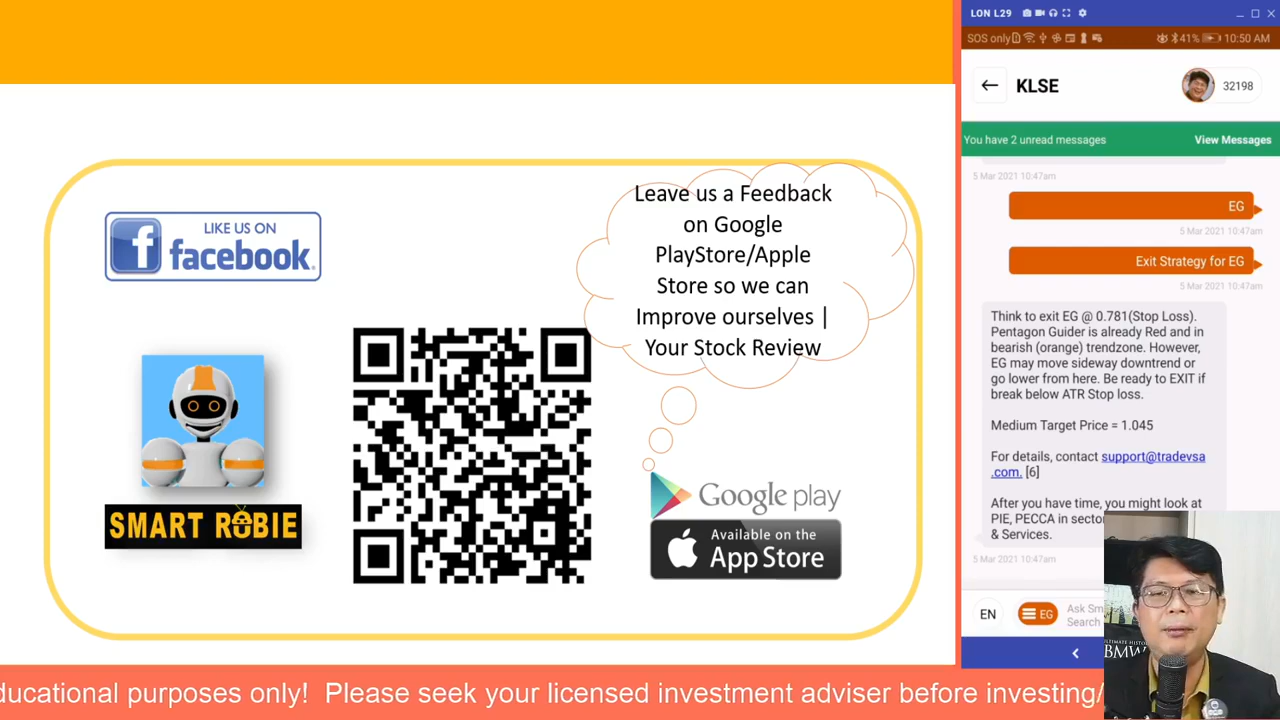 LIKE US ON
facebook.
SMART ROBIE
Leave us a Feedback
on Google
PlayStore/Apple
Store so we can
Improve ourselves |
Your Stock Review
Google play
Available on the
App Store
LON L29
SOS only
41%
10:50 AM
KLSE
32198
You have 2 unread messages
View Messages
5 Mar 2021 10:47am
EG
5 Mar 2021 10:47am
Exit Strategy for EG
5 Mar 2021 10:47am
Think to exit EG @ 0.781(Stop Loss).
Pentagon Guider is already Red and in
bearish (orange) trendzone. However,
EG may move sideway downtrend or
go lower from here. Be ready to EXIT if
break below ATR Stop loss.
Medium Target Price = 1.045
For details, contact support@tradevsa
.com. [6]
After you have time, you might look at
PIE, PECCA in secto
& Services.
5 Mar 2021 10:47am
EN
EG
Ask Sm
Search
BMW
ducational purposes only! Please seek your licensed investment adviser before investing/